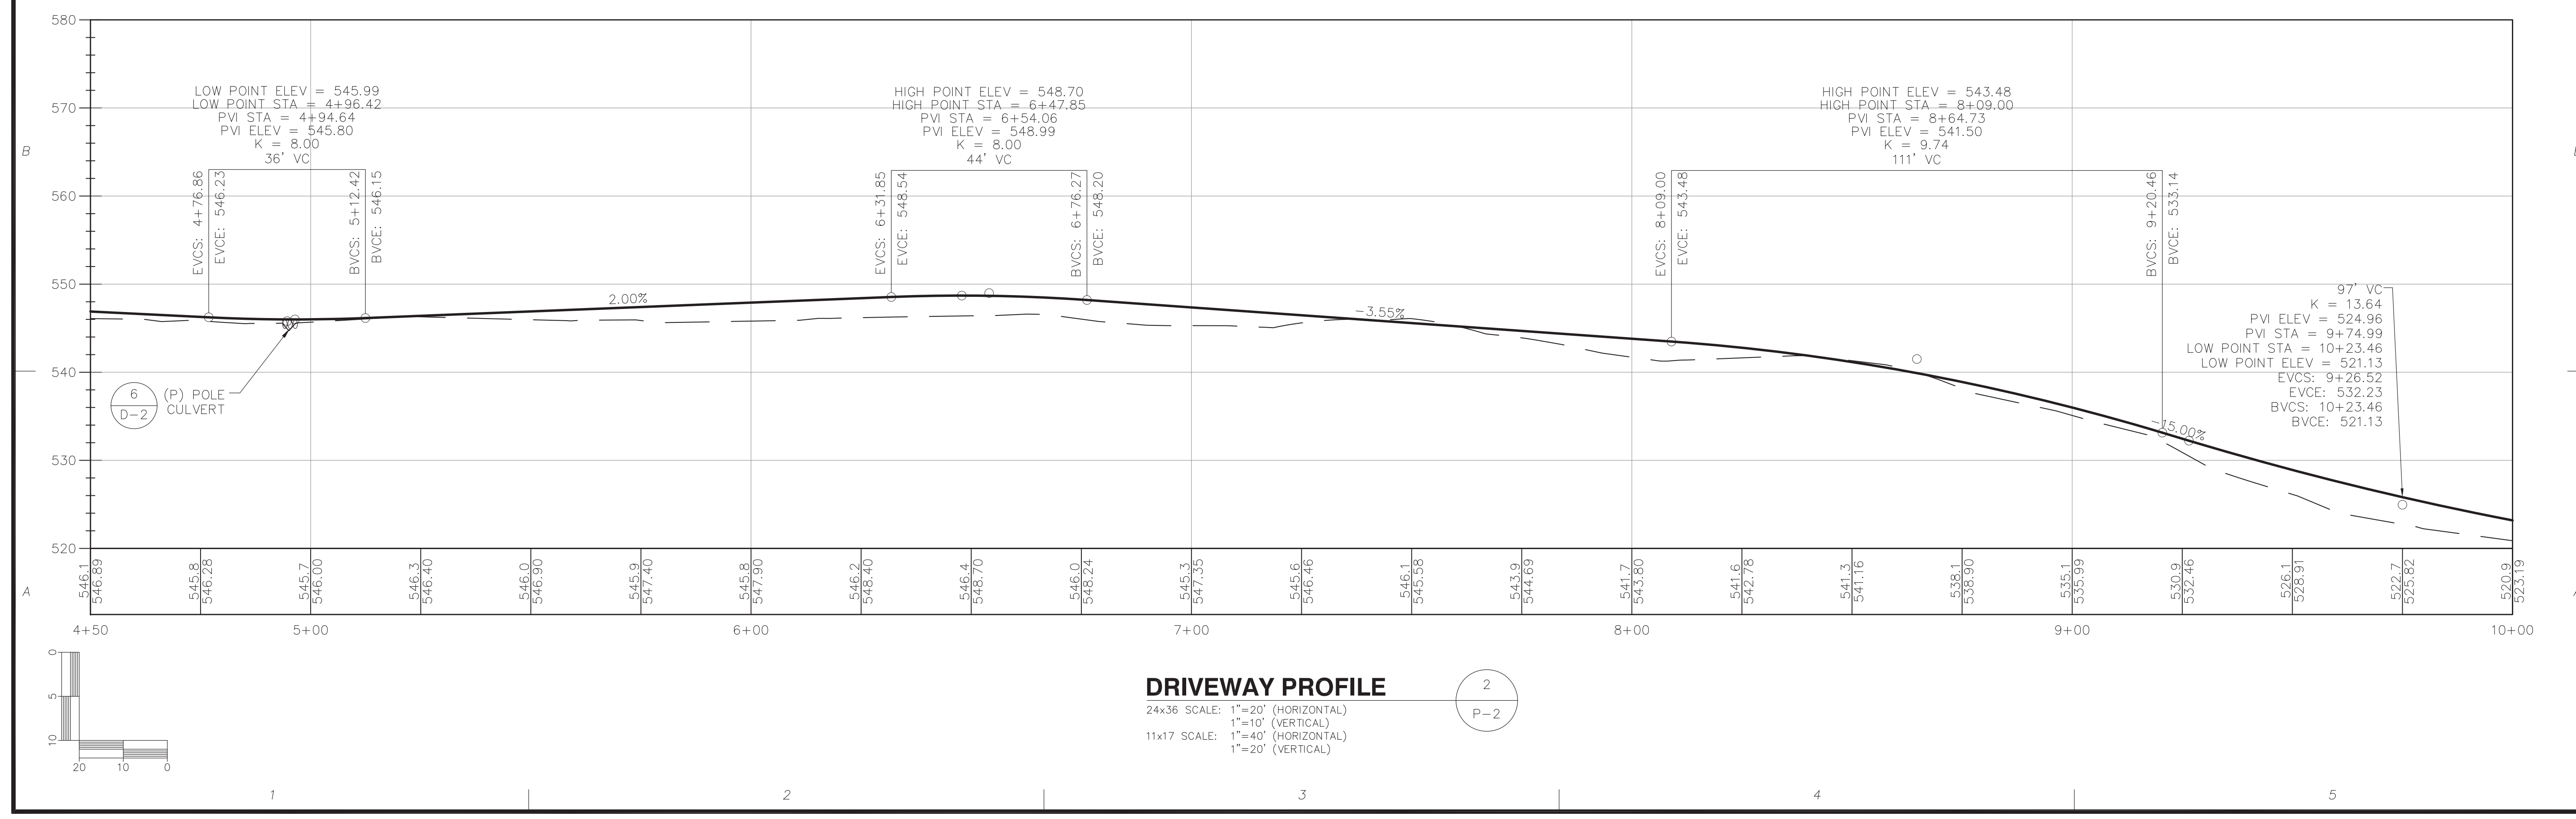 580
570
560
550
540
530
520
B
A
LOW POINT ELEV = 545.99
LOW POINT STA = 4+96.42
PVI STA = 4+94.64
PVI ELEV = 545.80
K = 8.00
36' VC
EVCS: 4+76.86
EVCE: 546.23
BVCS: 5+12.42
BVCE: 546.15
HIGH POINT ELEV = 548.70
HIGH POINT STA = 6+47.85
PVI STA = 6+54.06
PVI ELEV = 548.99
K = 8.00
44' VC
EVCS: 6+31.85
EVCE: 548.54
BVCS: 6+76.27
BVCE: 548.20
HIGH POINT ELEV = 543.48
HIGH POINT STA = 8+09.00
PVI STA = 8+64.73
PVI ELEV = 541.50
K = 9.74
111' VC
EVCS: 8+09.00
EVCE: 543.48
BVCS: 9+20.46
BVCE: 533.14
97' VC
K = 13.64
PVI ELEV = 524.96
PVI STA = 9+74.99
LOW POINT STA = 10+23.46
LOW POINT ELEV = 521.13
EVCS: 9+26.52
EVCE: 532.23
BVCS: 10+23.46
BVCE: 521.13
2.00%
-3.55%
-15.00%
6
D-2
(P) POLE
CULVERT
546.1
546.89
545.8
546.28
545.7
546.00
546.3
546.40
546.0
546.90
545.9
547.40
545.8
547.90
546.2
548.40
546.4
548.70
546.0
548.24
545.3
547.35
545.6
546.46
546.1
545.58
543.9
544.69
541.7
543.80
541.6
542.78
541.3
541.16
538.1
538.90
535.1
535.99
530.9
532.46
526.1
528.91
522.7
525.82
520.9
523.19
4+50
5+00
6+00
7+00
8+00
9+00
10+00
0
5
10
20 10 0
DRIVEWAY PROFILE
24x36 SCALE: 1"=20' (HORIZONTAL)
1"=10' (VERTICAL)
11x17 SCALE: 1"=40' (HORIZONTAL)
1"=20' (VERTICAL)
2
P-2
1 2 3 4 5